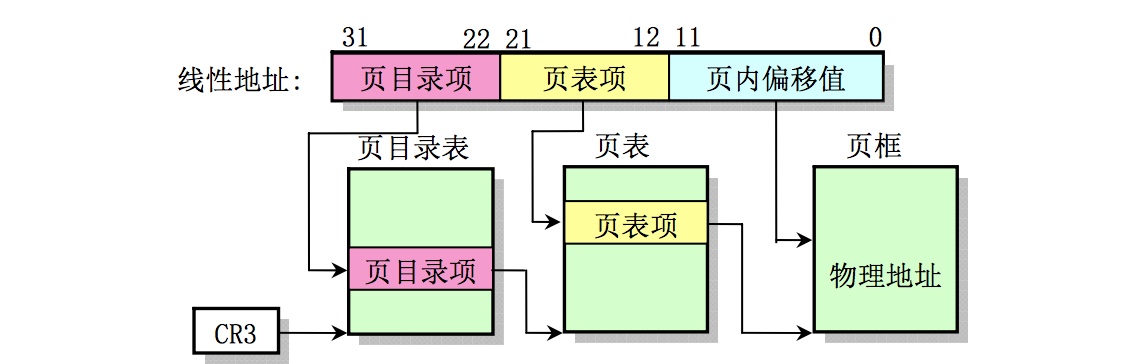 31 22 21 12 11 0
线性地址: 页目录项 页表项 页内偏移值
页目录表 页表 页框
页表项
页目录项 物理地址
CR3